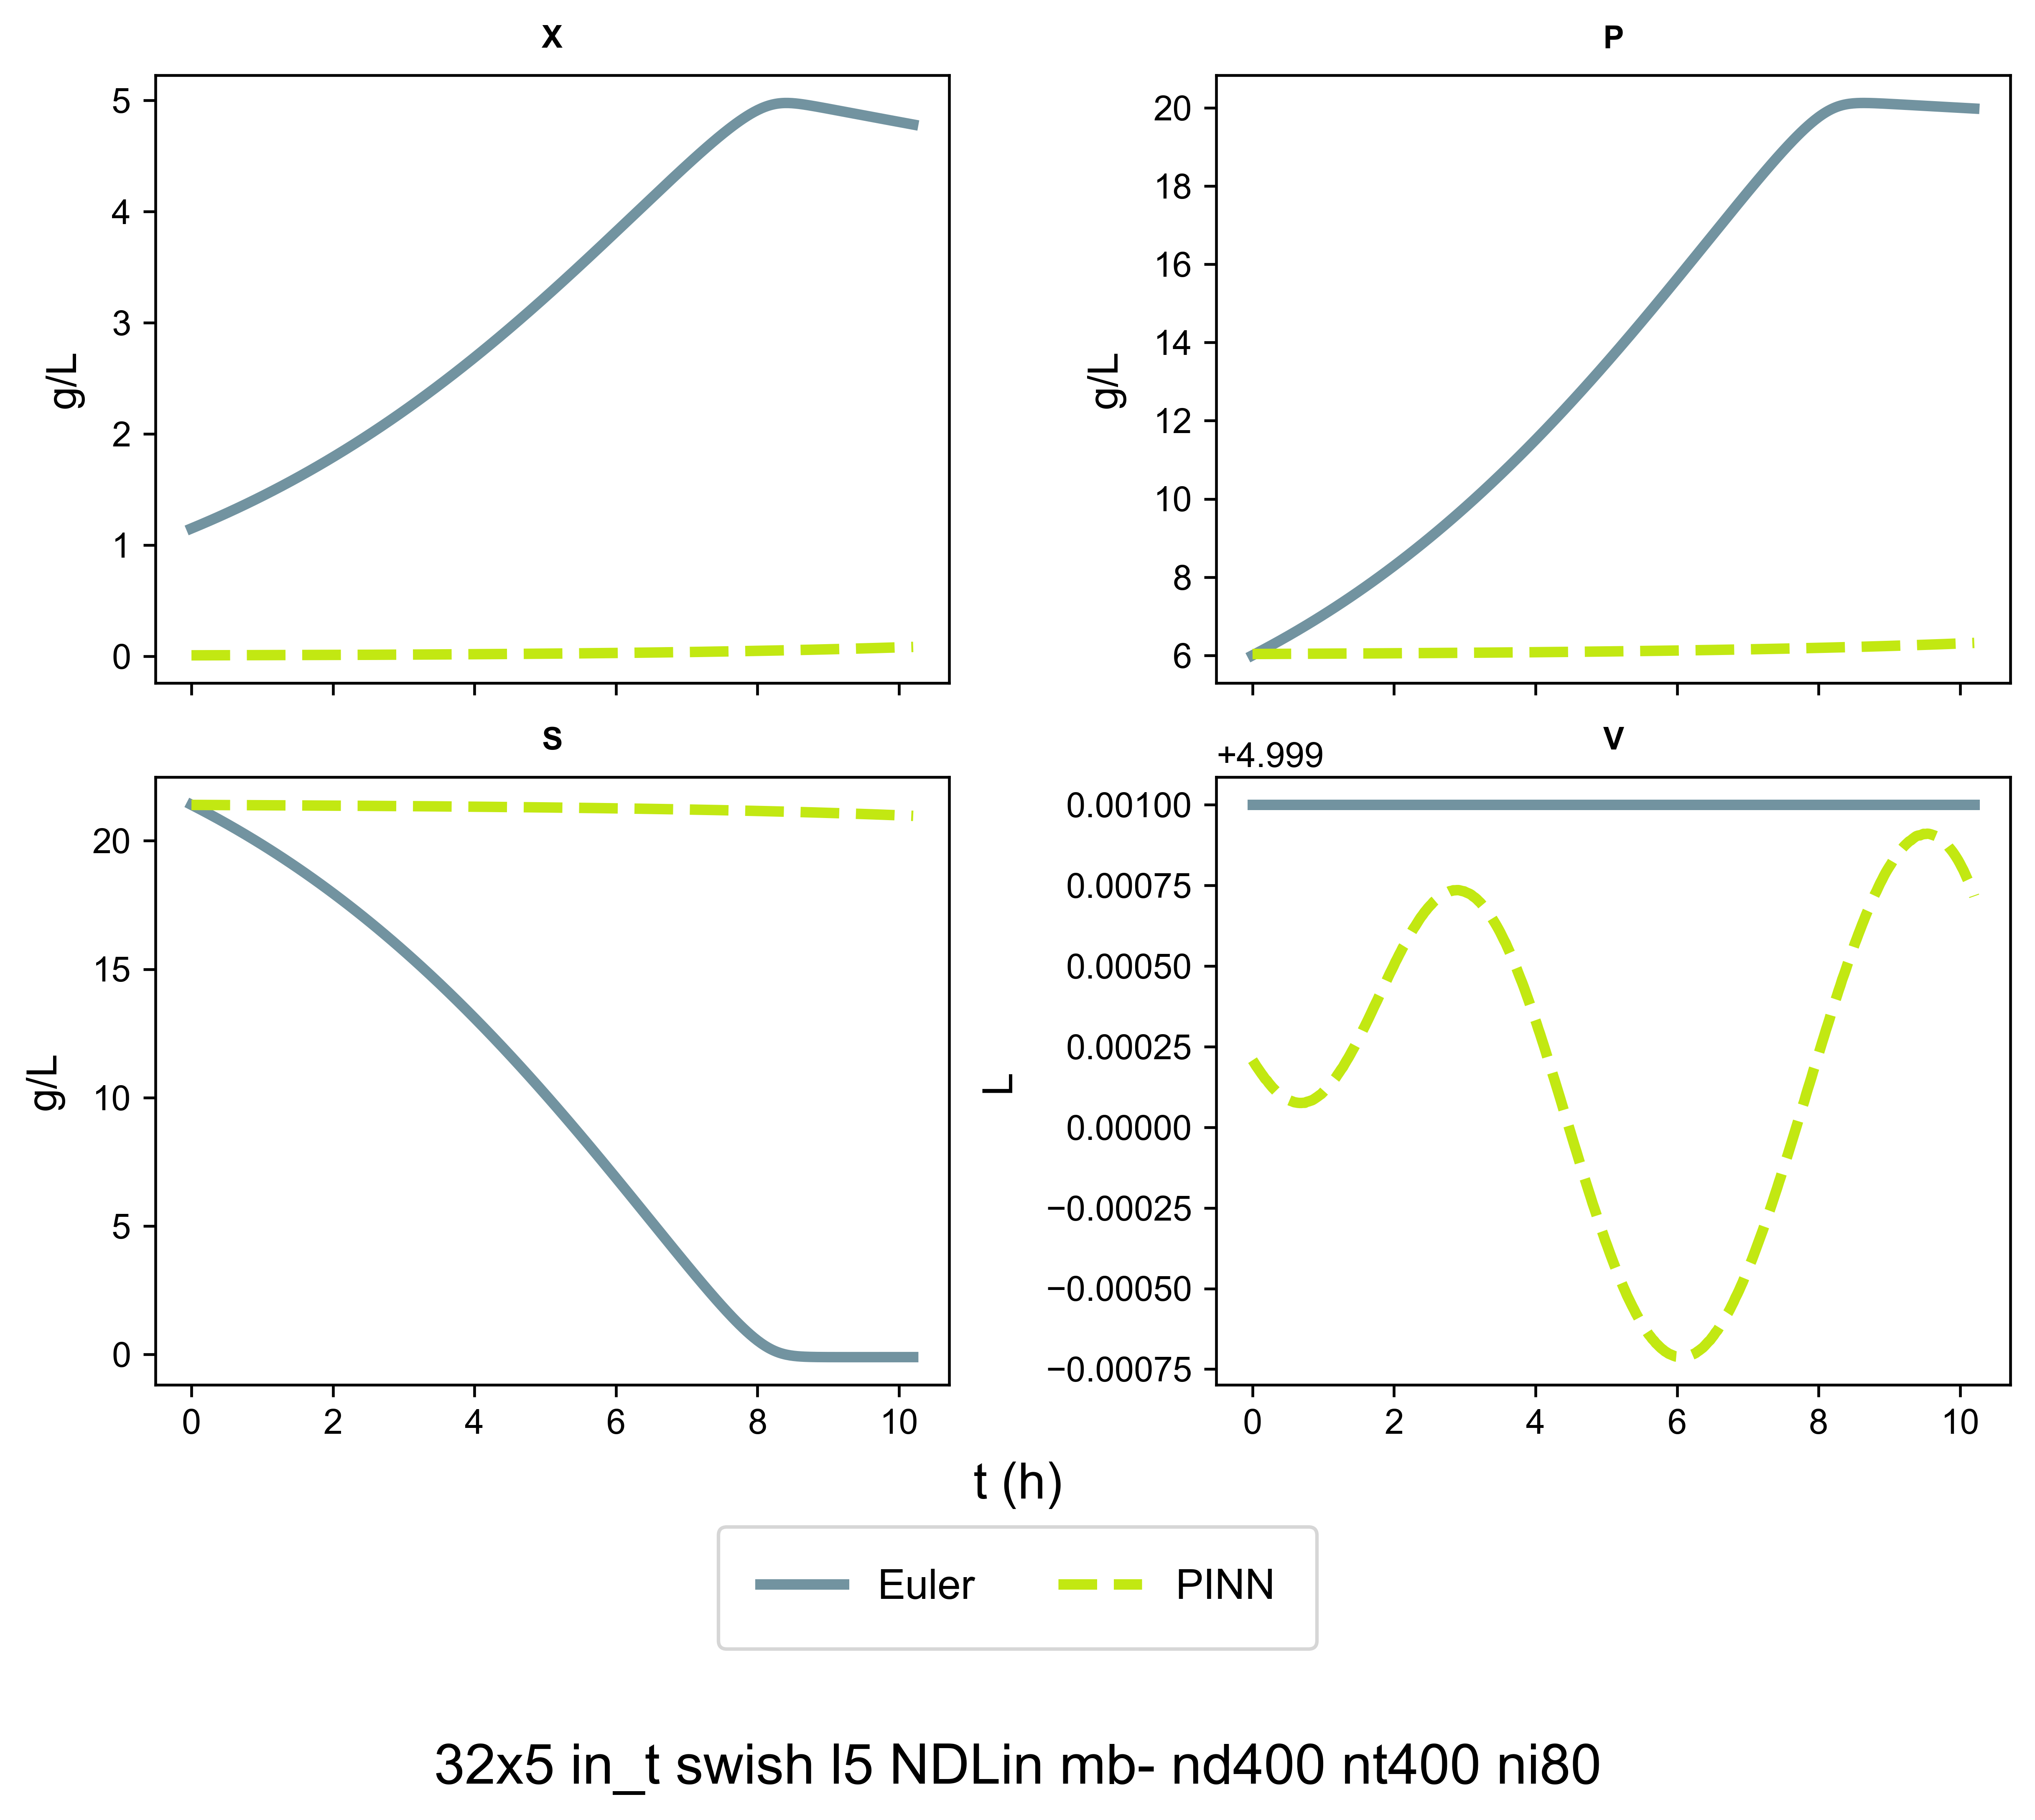 X
5
4
3
2
1
0
g/L
P
20
18
16
14
12
10
8
6
g/L
S
20
15
10
5
0
g/L
0 2 4 6 8 10
V
+4.999
0.00100
0.00075
0.00050
0.00025
0.00000
−0.00025
−0.00050
−0.00075
L
0 2 4 6 8 10
t (h)
Euler PINN
32x5 in_t swish l5 NDLin mb- nd400 nt400 ni80